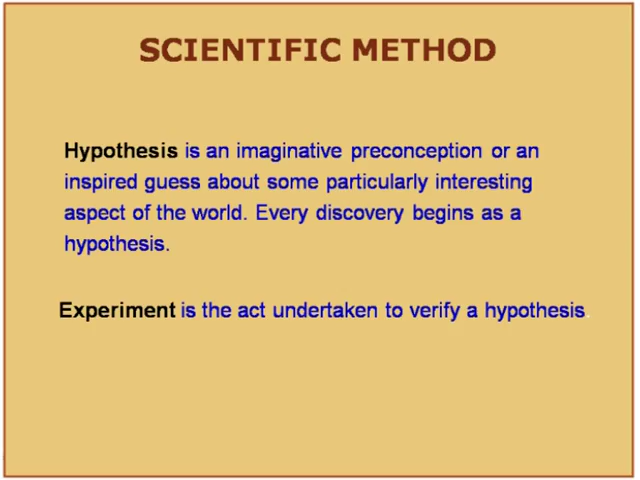 SCIENTIFIC METHOD
Hypothesis is an imaginative preconception or an
inspired guess about some particularly interesting
aspect of the world. Every discovery begins as a
hypothesis.
Experiment is the act undertaken to verify a hypothesis.